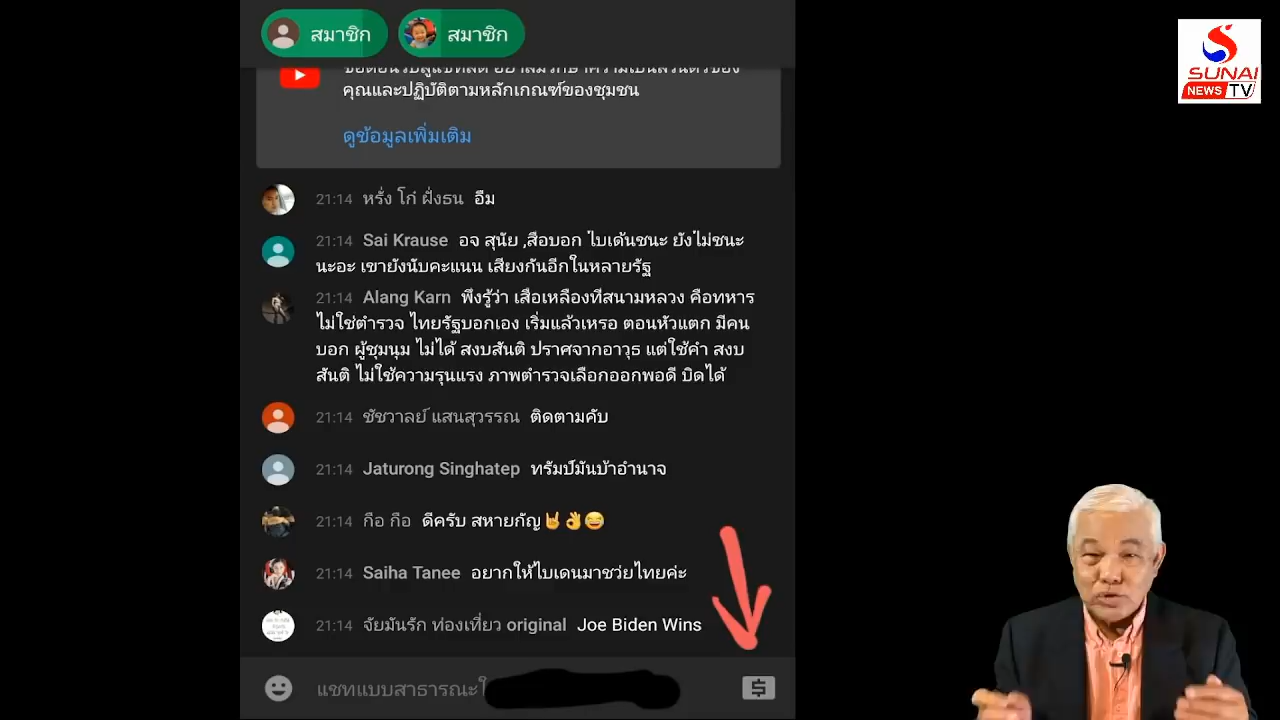 สมาชิก
สมาชิก
SUNAI
NEWS TV
คุณและปฏิบัติตามหลักเกณฑ์ของชุมชน
ดูข้อมูลเพิ่มเติม
21:14 หรั่ง โก๋ ฝั่งธน อืม
21:14 Sai Krause อจ สุนัย ,สือบอก ไบเด้นชนะ ยังไม่ชนะ
นะอะ เขายังนับคะแนน เสียงกันอีกในหลายรัฐ
21:14 Alang Karn พึงรู้ว่า เสื้อเหลืองที่สนามหลวง คือทหาร
ไม่ใช่ตำรวจ ไทยรัฐบอกเอง เริ่มแล้วเหรอ ตอนหัวแตก มีคน
บอก ผู้ชุมนุม ไม่ได้ สงบสันติ ปราศจากอาวุธ แต่ใช้คำ สงบ
สันติ ไม่ใช้ความรุนแรง ภาพตำรวจเลือกออกพอดี บิดได้
21:14 ชัชวาลย์ แสนสุวรรณ ติดตามคับ
21:14 Jaturong Singhatep ทรัมป์มันบ้าอำนาจ
21:14 กือ กือ ดีครับ สหายกัญ🤘👌😂
21:14 Saiha Tanee อยากให้ไบเดนมาชว่ยไทยค่ะ
21:14 จัยมันรัก ท่องเที่ยว original Joe Biden Wins
แชทแบบสาธารณะใ